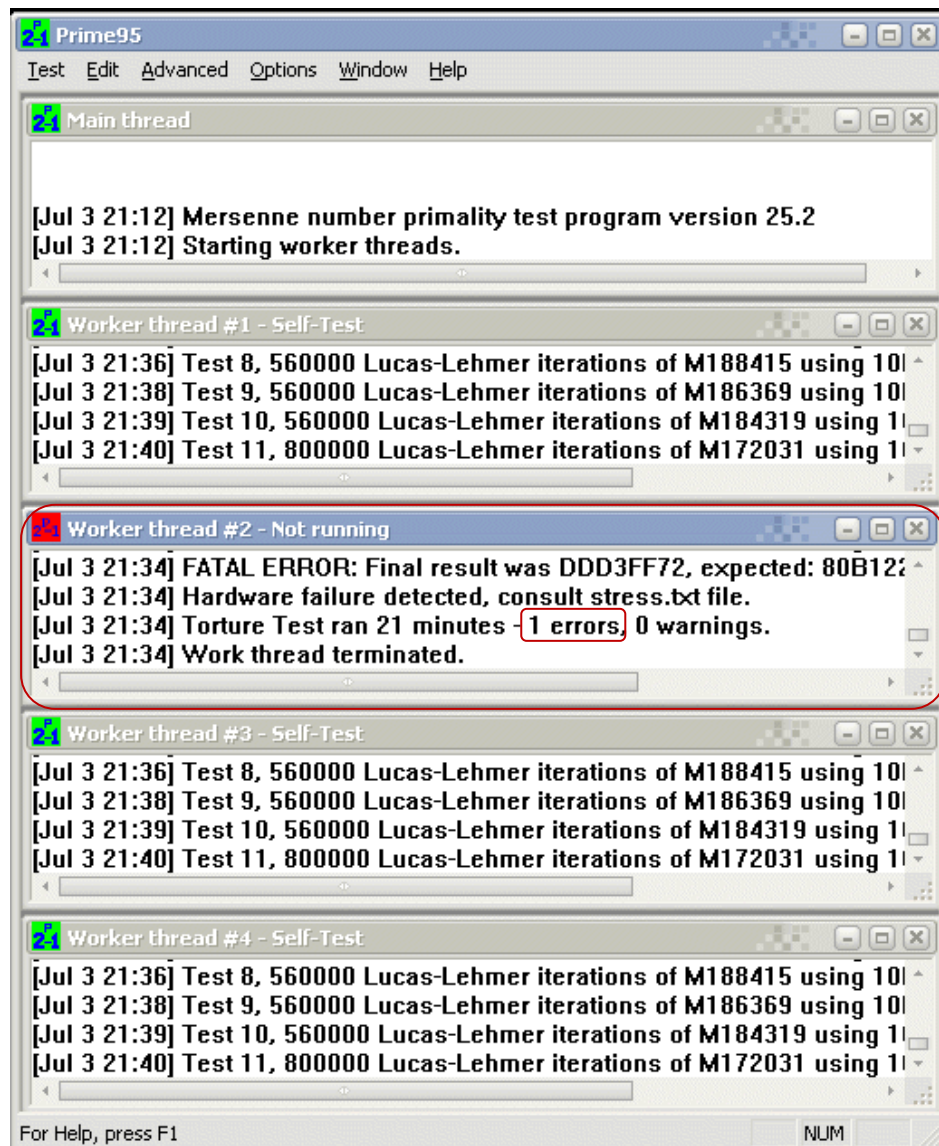 Prime95
Test Edit Advanced Options Window Help
Main thread
[Jul 3 21:12] Mersenne number primality test program version 25.2
[Jul 3 21:12] Starting worker threads.
Worker thread #1 - Self-Test
[Jul 3 21:36] Test 8, 560000 Lucas-Lehmer iterations of M188415 using
[Jul 3 21:38] Test 9, 560000 Lucas-Lehmer iterations of M186369 using
[Jul 3 21:39] Test 10, 560000 Lucas-Lehmer iterations of M184319 using
[Jul 3 21:40] Test 11, 800000 Lucas-Lehmer iterations of M172031 using
Worker thread #2 - Not running
[Jul 3 21:34] FATAL ERROR: Final result was DDD3FF72, expected: 80B122
[Jul 3 21:34] Hardware failure detected, consult stress.txt file.
[Jul 3 21:34] Torture Test ran 21 minutes - 1 errors, 0 warnings.
[Jul 3 21:34] Work thread terminated.
Worker thread #3 - Self-Test
[Jul 3 21:36] Test 8, 560000 Lucas-Lehmer iterations of M188415 using
[Jul 3 21:38] Test 9, 560000 Lucas-Lehmer iterations of M186369 using
[Jul 3 21:39] Test 10, 560000 Lucas-Lehmer iterations of M184319 using
[Jul 3 21:40] Test 11, 800000 Lucas-Lehmer iterations of M172031 using
Worker thread #4 - Self-Test
[Jul 3 21:36] Test 8, 560000 Lucas-Lehmer iterations of M188415 using
[Jul 3 21:38] Test 9, 560000 Lucas-Lehmer iterations of M186369 using
[Jul 3 21:39] Test 10, 560000 Lucas-Lehmer iterations of M184319 using
[Jul 3 21:40] Test 11, 800000 Lucas-Lehmer iterations of M172031 using
For Help, press F1
NUM